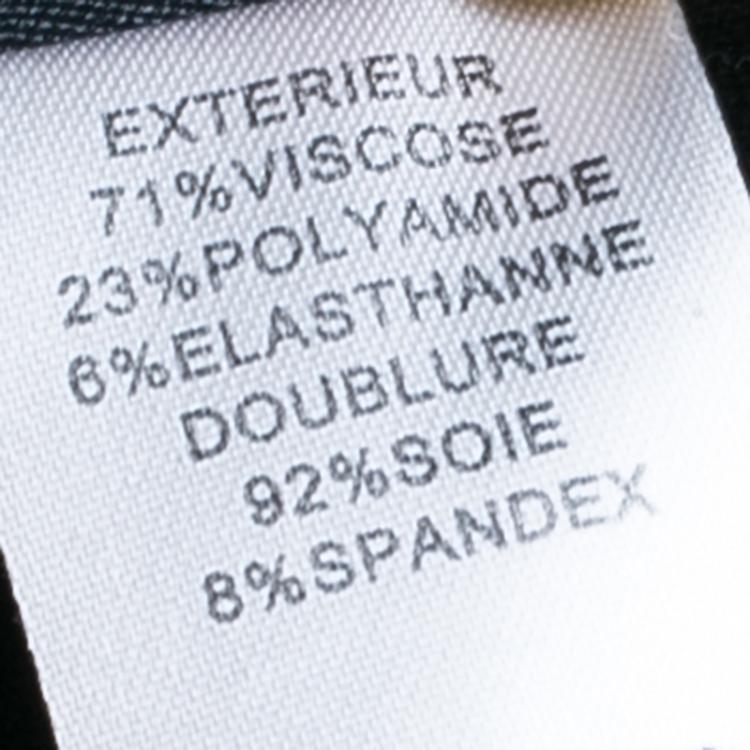 EXTERIEUR
71%VISCOSE
23%POLYAMIDE
6%ELASTHANNE
DOUBLURE
92%SOIE
8%SPANDEX